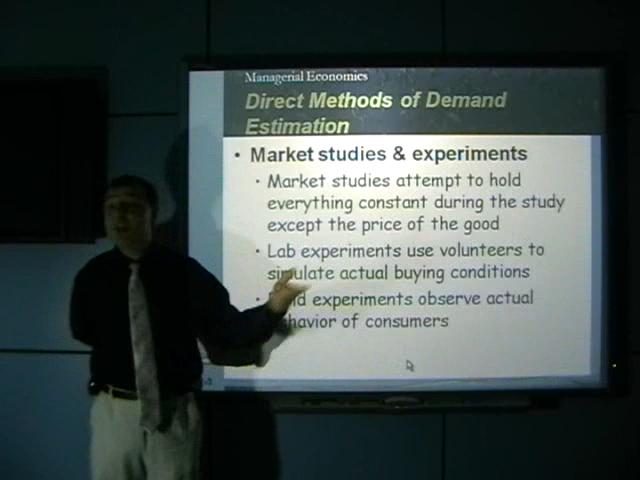 Managerial Economics
Direct Methods of Demand
Estimation
• Market studies & experiments
• Market studies attempt to hold
everything constant during the study
except the price of the good
• Lab experiments use volunteers to
simulate actual buying conditions
• experiments observe actual
behavior of consumers